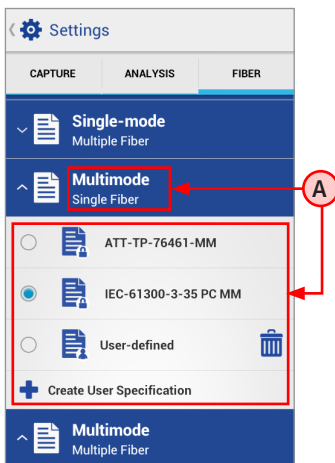 Settings
CAPTURE ANALYSIS FIBER
Single-mode
Multiple Fiber
Multimode
Single Fiber
A
ATT-TP-76461-MM
IEC-61300-3-35 PC MM
User-defined
Create User Specification
Multimode
Multiple Fiber